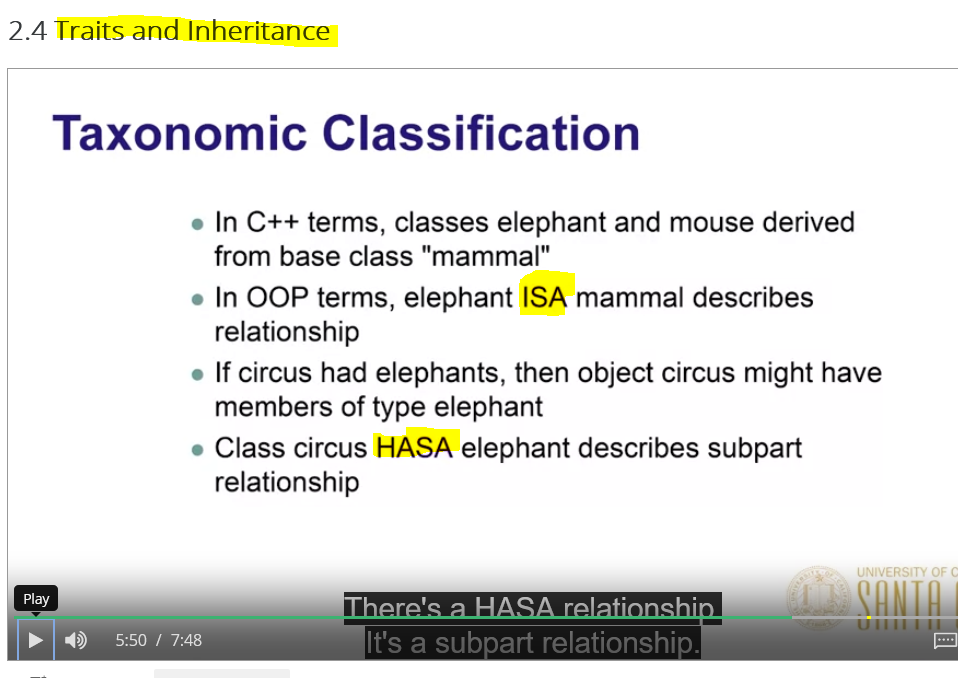 2.4 Traits and Inheritance
Taxonomic Classification
In C++ terms, classes elephant and mouse derived
from base class "mammal"
In OOP terms, elephant ISA mammal describes
relationship
If circus had elephants, then object circus might have
members of type elephant
Class circus HASA elephant describes subpart
relationship
UNIVERSITY OF C
SANTA
Play
There's a HASA relationship.
It's a subpart relationship.
5:50 / 7:48